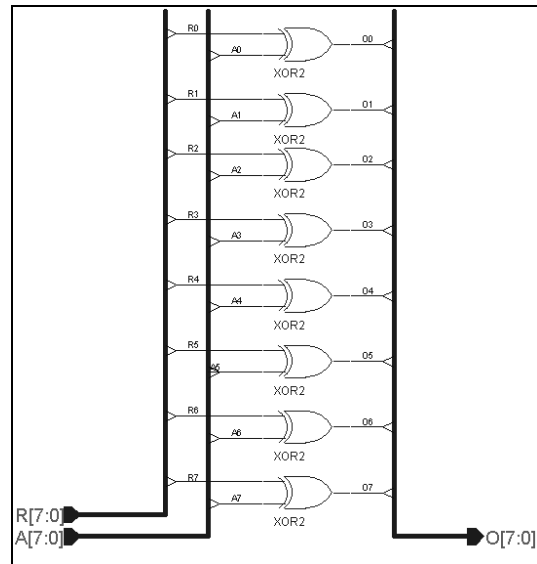 R0
O0
A0
XOR2
R1
O1
A1
XOR2
R2
O2
A2
XOR2
R3
O3
A3
XOR2
R4
O4
A4
XOR2
R5
O5
A5
XOR2
R6
O6
A6
XOR2
R7
O7
A7
XOR2
R[7:0]
A[7:0]
O[7:0]